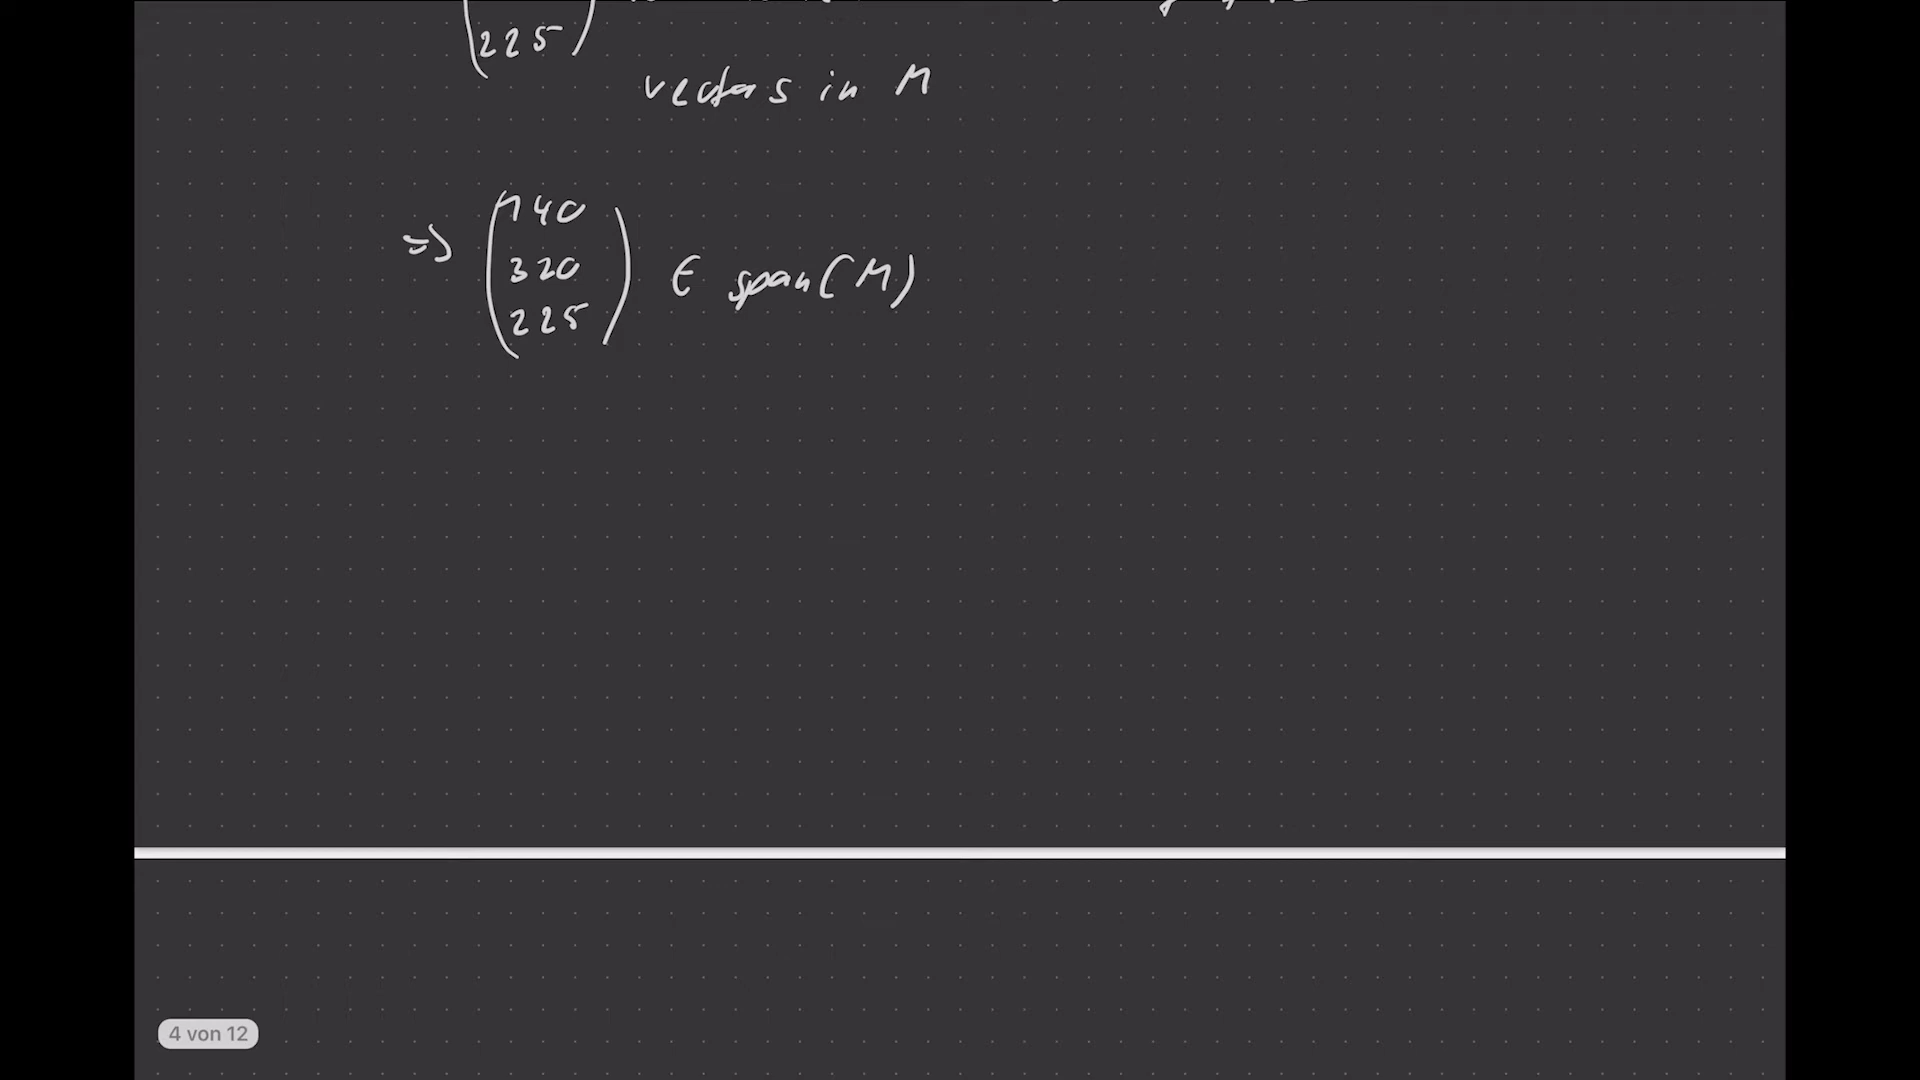 225
vectors in M
=> (140
320 ∈ span(M)
225)
4 von 12